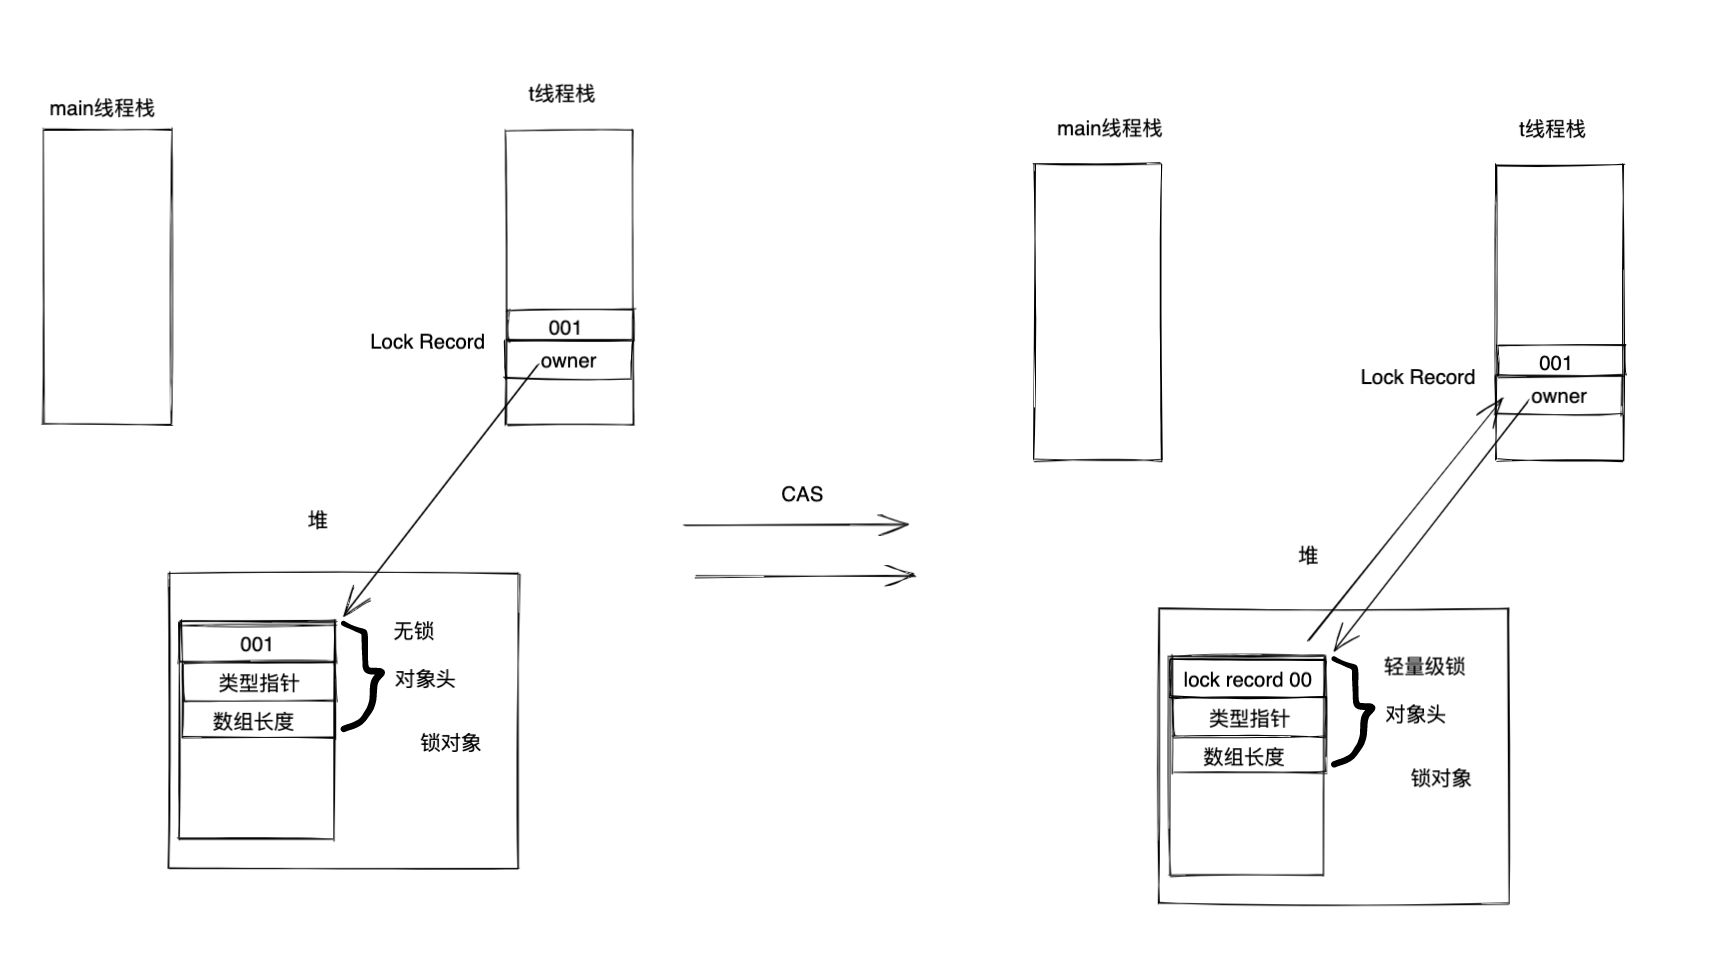 main线程栈
t线程栈
001
Lock Record
owner
堆
001
无锁
类型指针
对象头
数组长度
锁对象
CAS
main线程栈
t线程栈
001
Lock Record
owner
堆
lock record 00
轻量级锁
类型指针
对象头
数组长度
锁对象